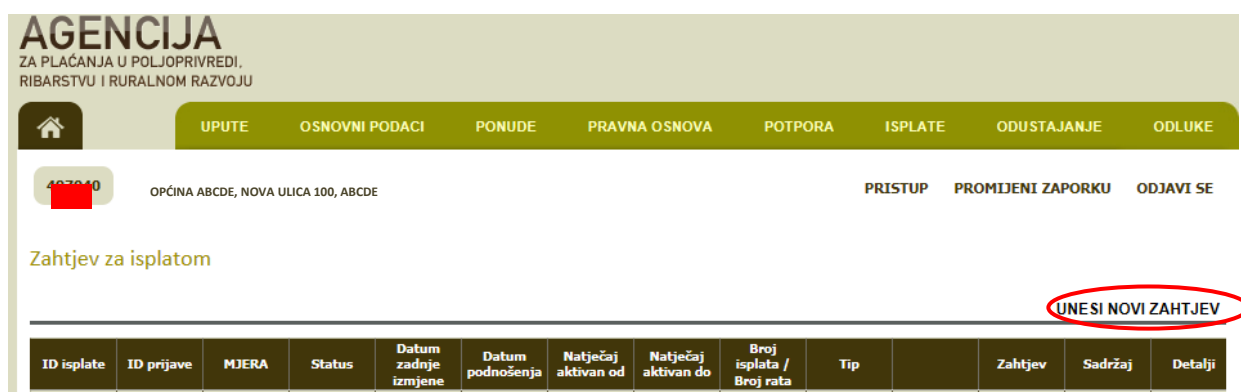 AGENCIJA
ZA PLAĆANJA U POLJOPRIVREDI,
RIBARSTVU I RURALNOM RAZVOJU
UPUTE OSNOVNI PODACI PONUDE PRAVNA OSNOVA POTPORA ISPLATE ODUSTAJANJE ODLUKE
OPĆINA ABCDE, NOVA ULICA 100, ABCDE PRISTUP PROMIJENI ZAPORKU ODJAVI SE
Zahtjev za isplatom
UNESI NOVI ZAHTJEV
ID isplate ID prijave MJERA Status Datum zadnje izmjene Datum podnošenja Natječaj aktivan od Natječaj aktivan do Broj isplata / Broj rata Tip Zahtjev Sadržaj Detalji